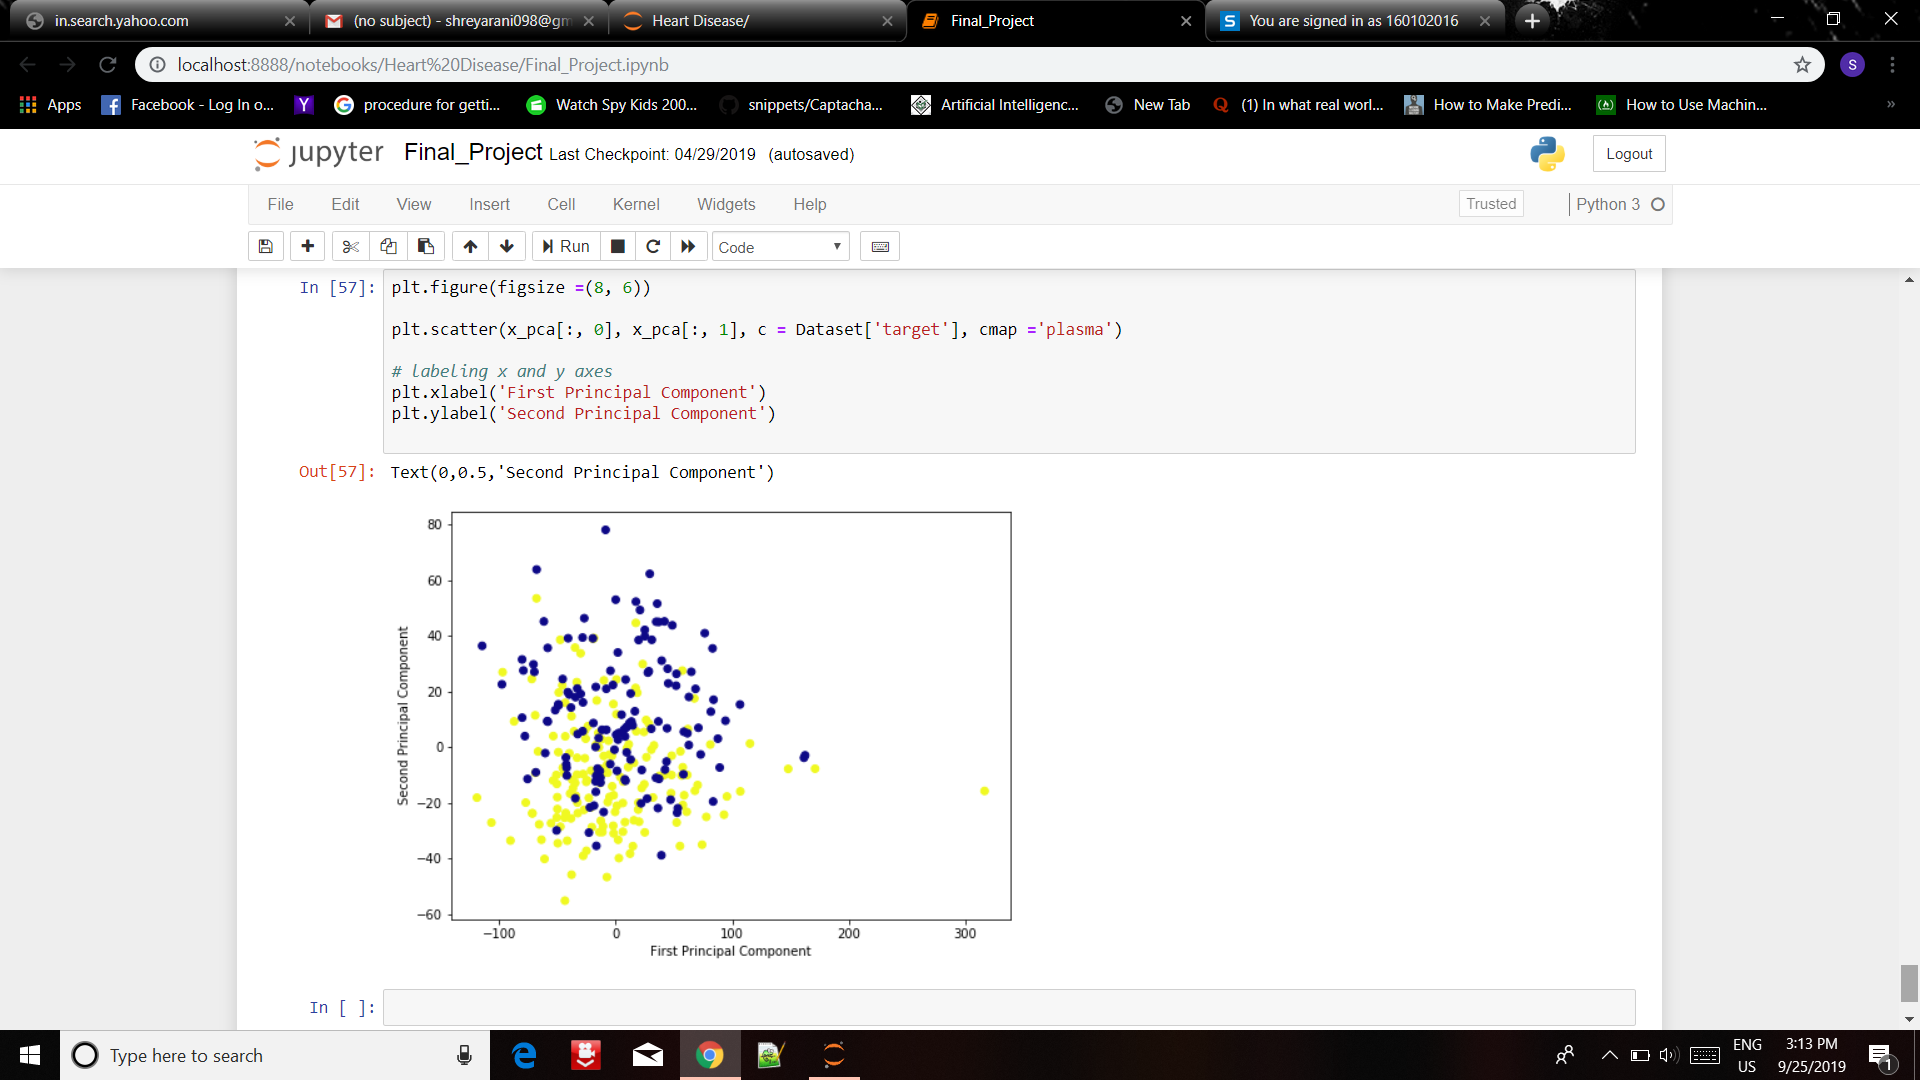 in.search.yahoo.com
(no subject) - shreyarani098@gm
Heart Disease/
Final_Project
S You are signed in as 160102016
localhost:8888/notebooks/Heart%20Disease/Final_Project.ipynb
S
Apps
Facebook - Log In o...
Y
G procedure for getti...
Watch Spy Kids 200...
snippets/Captacha...
Artificial Intelligenc...
New Tab
Q (1) In what real worl...
How to Make Predi...
How to Use Machin...
»
jupyter Final_Project Last Checkpoint: 04/29/2019 (autosaved)
Logout
File Edit View Insert Cell Kernel Widgets Help
Trusted
Python 3
Run
Code
In [57]: plt.figure(figsize =(8, 6))
plt.scatter(x_pca[:, 0], x_pca[:, 1], c = Dataset['target'], cmap ='plasma')
# labeling x and y axes
plt.xlabel('First Principal Component')
plt.ylabel('Second Principal Component')
Out[57]: Text(0,0.5,'Second Principal Component')
80
60
40
20
0
−20
−40
−60
Second Principal Component
−100 0 100 200 300
First Principal Component
In [ ]:
Type here to search
ENG
US
3:13 PM
9/25/2019
1